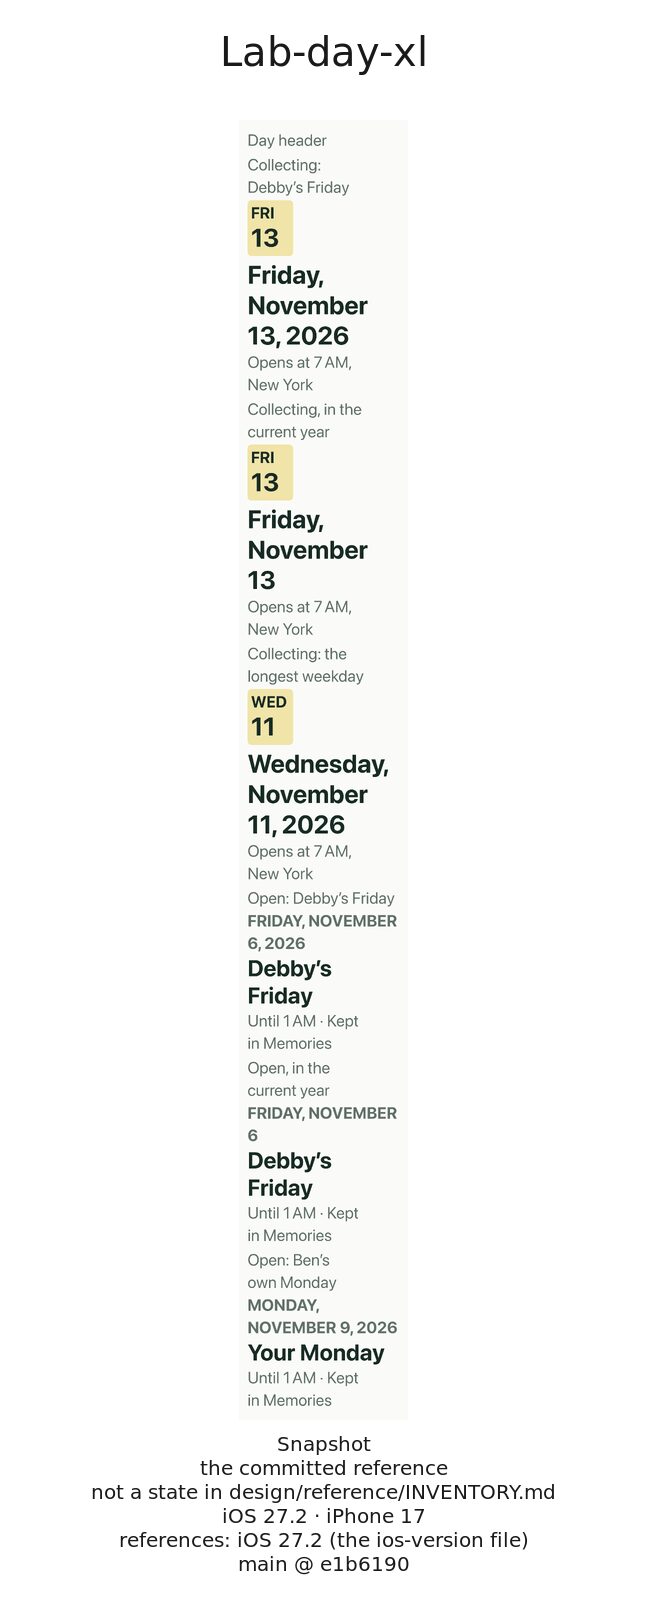 Lab-day-xl
Day header
Collecting:
Debby’s Friday
FRI
13
Friday,
November
13, 2026
Opens at 7 AM,
New York
Collecting, in the
current year
FRI
13
Friday,
November
13
Opens at 7 AM,
New York
Collecting: the
longest weekday
WED
11
Wednesday,
November
11, 2026
Opens at 7 AM,
New York
Open: Debby’s Friday
FRIDAY, NOVEMBER
6, 2026
Debby’s
Friday
Until 1 AM · Kept
in Memories
Open, in the
current year
FRIDAY, NOVEMBER
6
Debby’s
Friday
Until 1 AM · Kept
in Memories
Open: Ben’s
own Monday
MONDAY,
NOVEMBER 9, 2026
Your Monday
Until 1 AM · Kept
in Memories
Snapshot
the committed reference
not a state in design/reference/INVENTORY.md
iOS 27.2 · iPhone 17
references: iOS 27.2 (the ios-version file)
main @ e1b6190